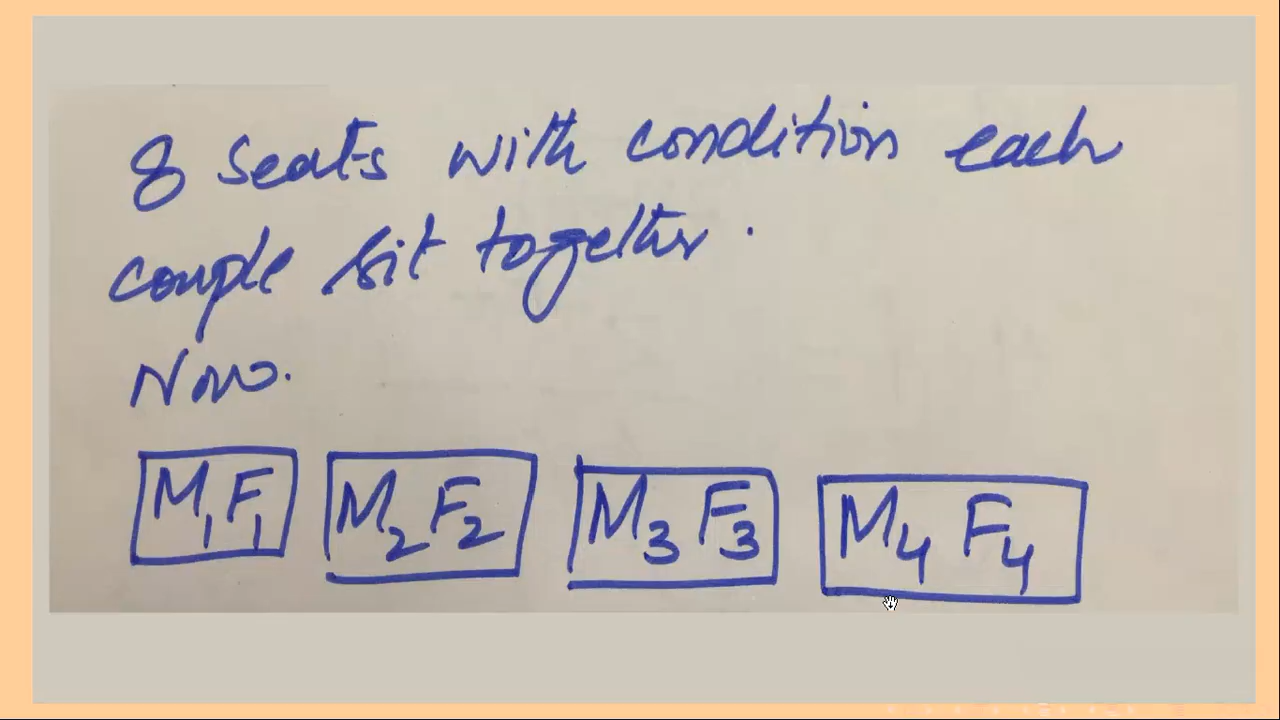 8 seats with condition each
couple sit together.
Now.
M₁F₁ M₂F₂ M₃F₃ M₄F₄